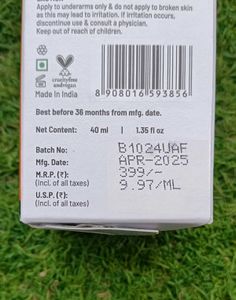 Apply to underarms only & do not apply to broken skin
as this may lead to irritation. If irritation occurs,
discontinue use & consult a physician.
Keep out of reach of children.
crueltyfree
andvegan
Made In India
8 908016 593856
Best before 36 months from mfg. date.
Net Content: 40 ml | 1.35 fl oz
Batch No: B1024UAF
Mfg. Date: APR-2025
M.R.P. (₹): 399/-
(Incl. of all taxes)
U.S.P. (₹): 9.97/ML
(Incl. of all taxes)